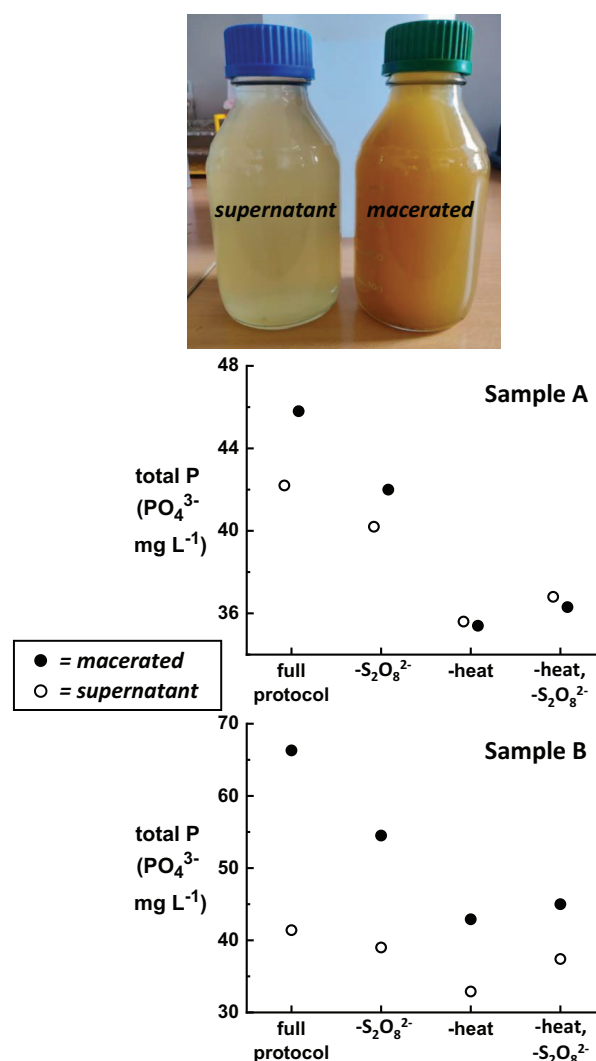 supernatant
macerated
Sample A
48
44
40
36
total P
(PO₄³⁻
mg L⁻¹)
full
protocol
-S₂O₈²⁻
-heat
-heat,
-S₂O₈²⁻
● = macerated
○ = supernatant
Sample B
70
60
50
40
30
total P
(PO₄³⁻
mg L⁻¹)
full
protocol
-S₂O₈²⁻
-heat
-heat,
-S₂O₈²⁻